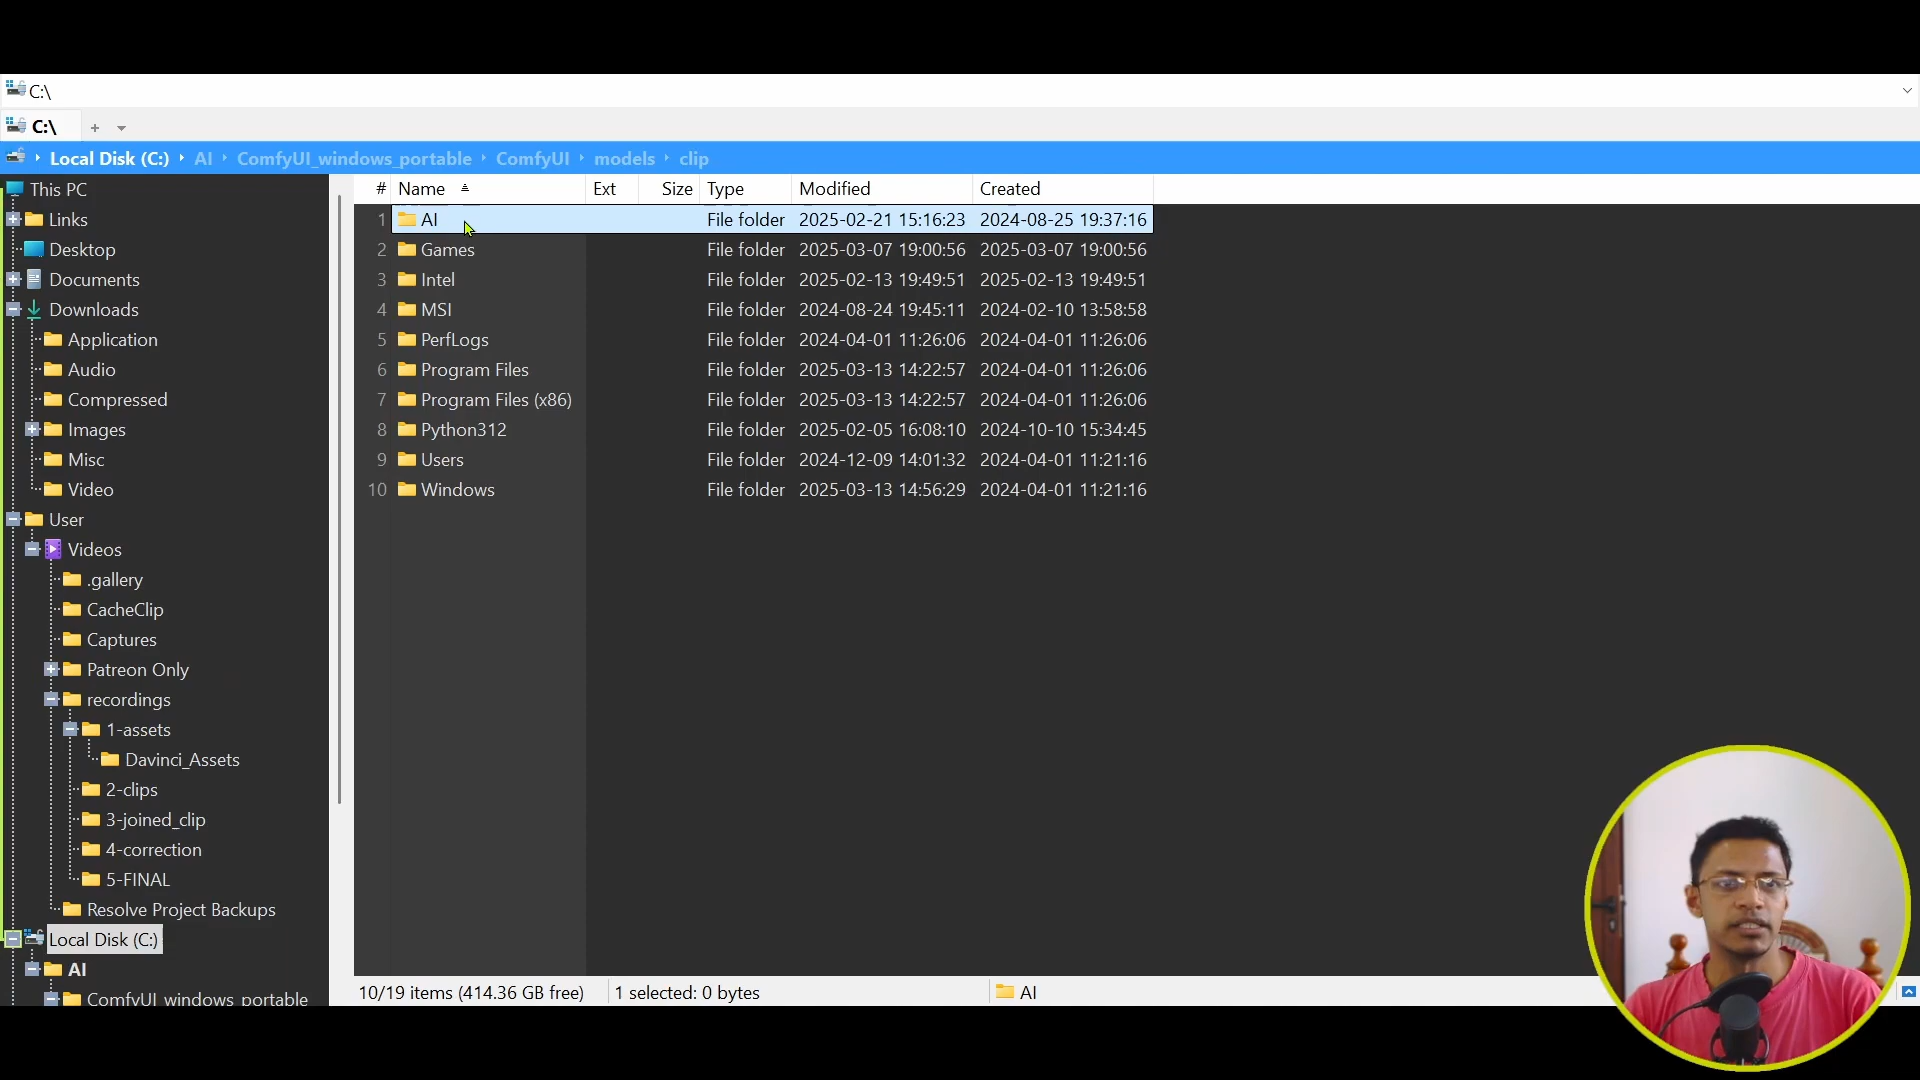 C:\
C:\
Local Disk (C:) AI ComfyUI_windows_portable ComfyUI models clip
This PC
Links
Desktop
Documents
Downloads
Application
Audio
Compressed
Images
Misc
Video
User
Videos
.gallery
CacheClip
Captures
Patreon Only
recordings
1-assets
Davinci_Assets
2-clips
3-joined_clip
4-correction
5-FINAL
Resolve Project Backups
Local Disk (C:)
AI
ComfyUI_windows_portable
# Name Ext Size Type Modified Created
1 AI File folder 2025-02-21 15:16:23 2024-08-25 19:37:16
2 Games File folder 2025-03-07 19:00:56 2025-03-07 19:00:56
3 Intel File folder 2025-02-13 19:49:51 2025-02-13 19:49:51
4 MSI File folder 2024-08-24 19:45:11 2024-02-10 13:58:58
5 PerfLogs File folder 2024-04-01 11:26:06 2024-04-01 11:26:06
6 Program Files File folder 2025-03-13 14:22:57 2024-04-01 11:26:06
7 Program Files (x86) File folder 2025-03-13 14:22:57 2024-04-01 11:26:06
8 Python312 File folder 2025-02-05 16:08:10 2024-10-10 15:34:45
9 Users File folder 2024-12-09 14:01:32 2024-04-01 11:21:16
10 Windows File folder 2025-03-13 14:56:29 2024-04-01 11:21:16
10/19 items (414.36 GB free) 1 selected: 0 bytes AI